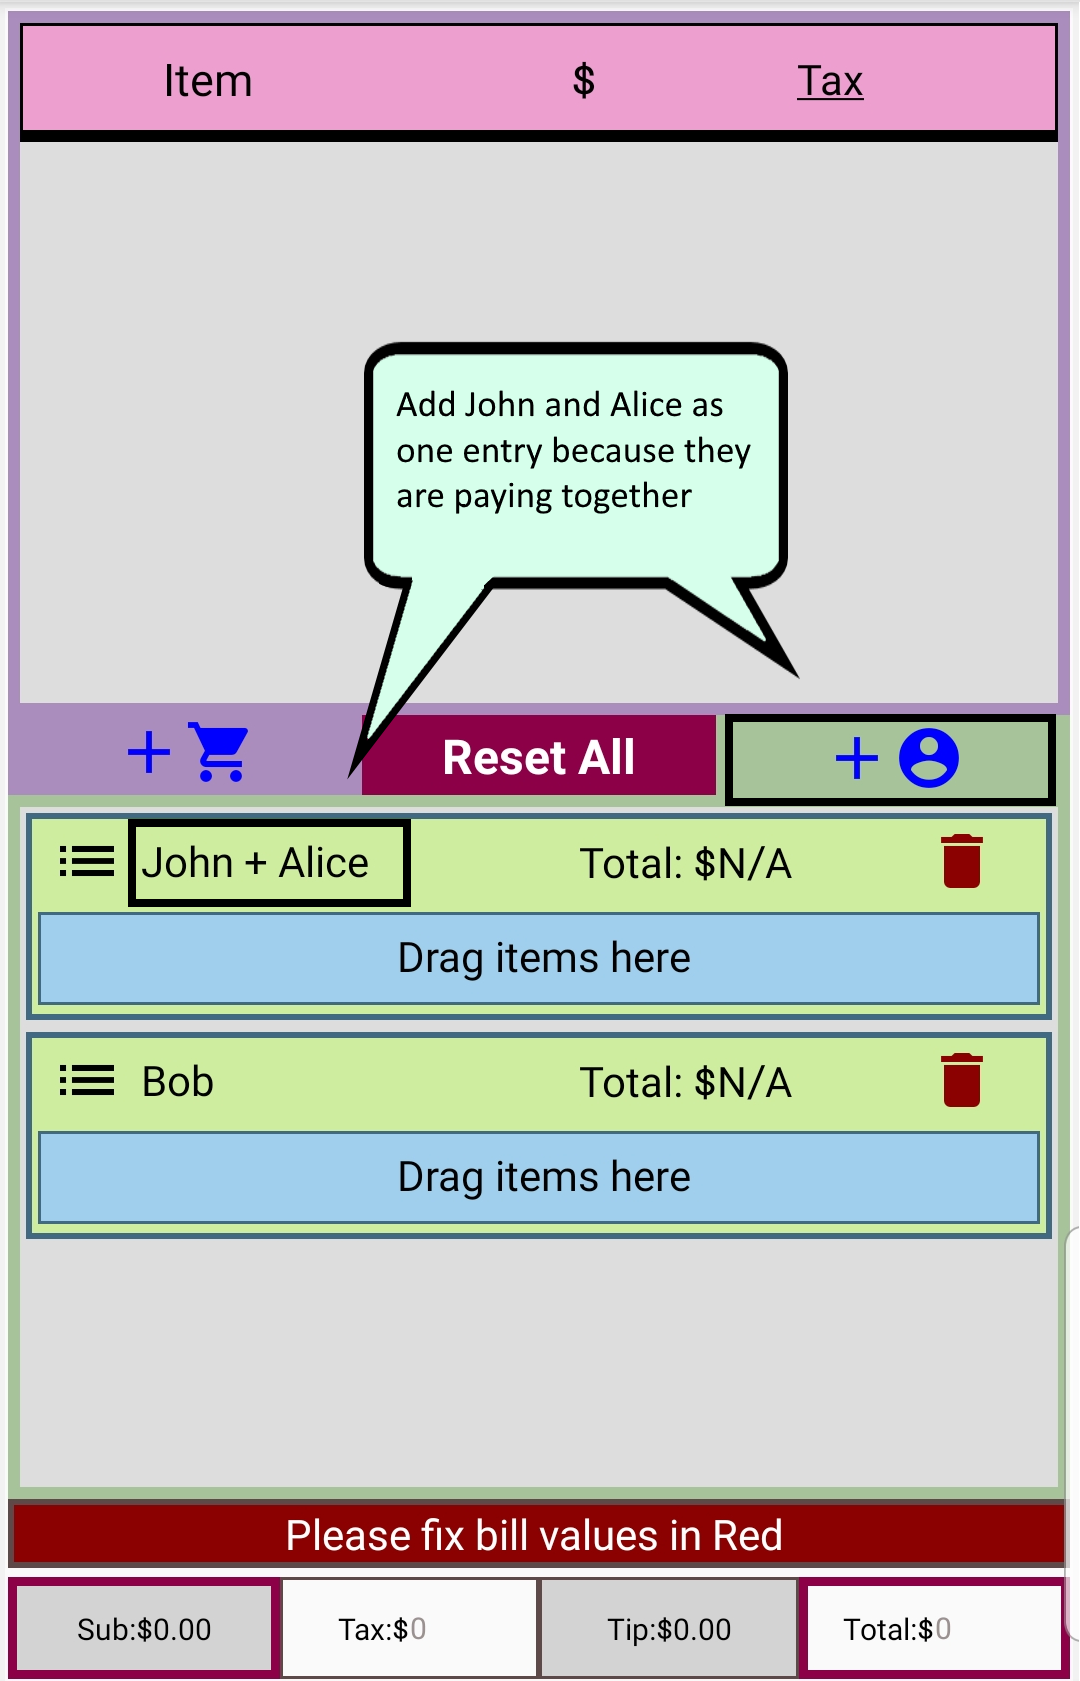 Item $ Tax
Add John and Alice as
one entry because they
are paying together
Reset All
John + Alice Total: $N/A
Drag items here
Bob Total: $N/A
Drag items here
Please fix bill values in Red
Sub:$0.00 Tax:$0 Tip:$0.00 Total:$0